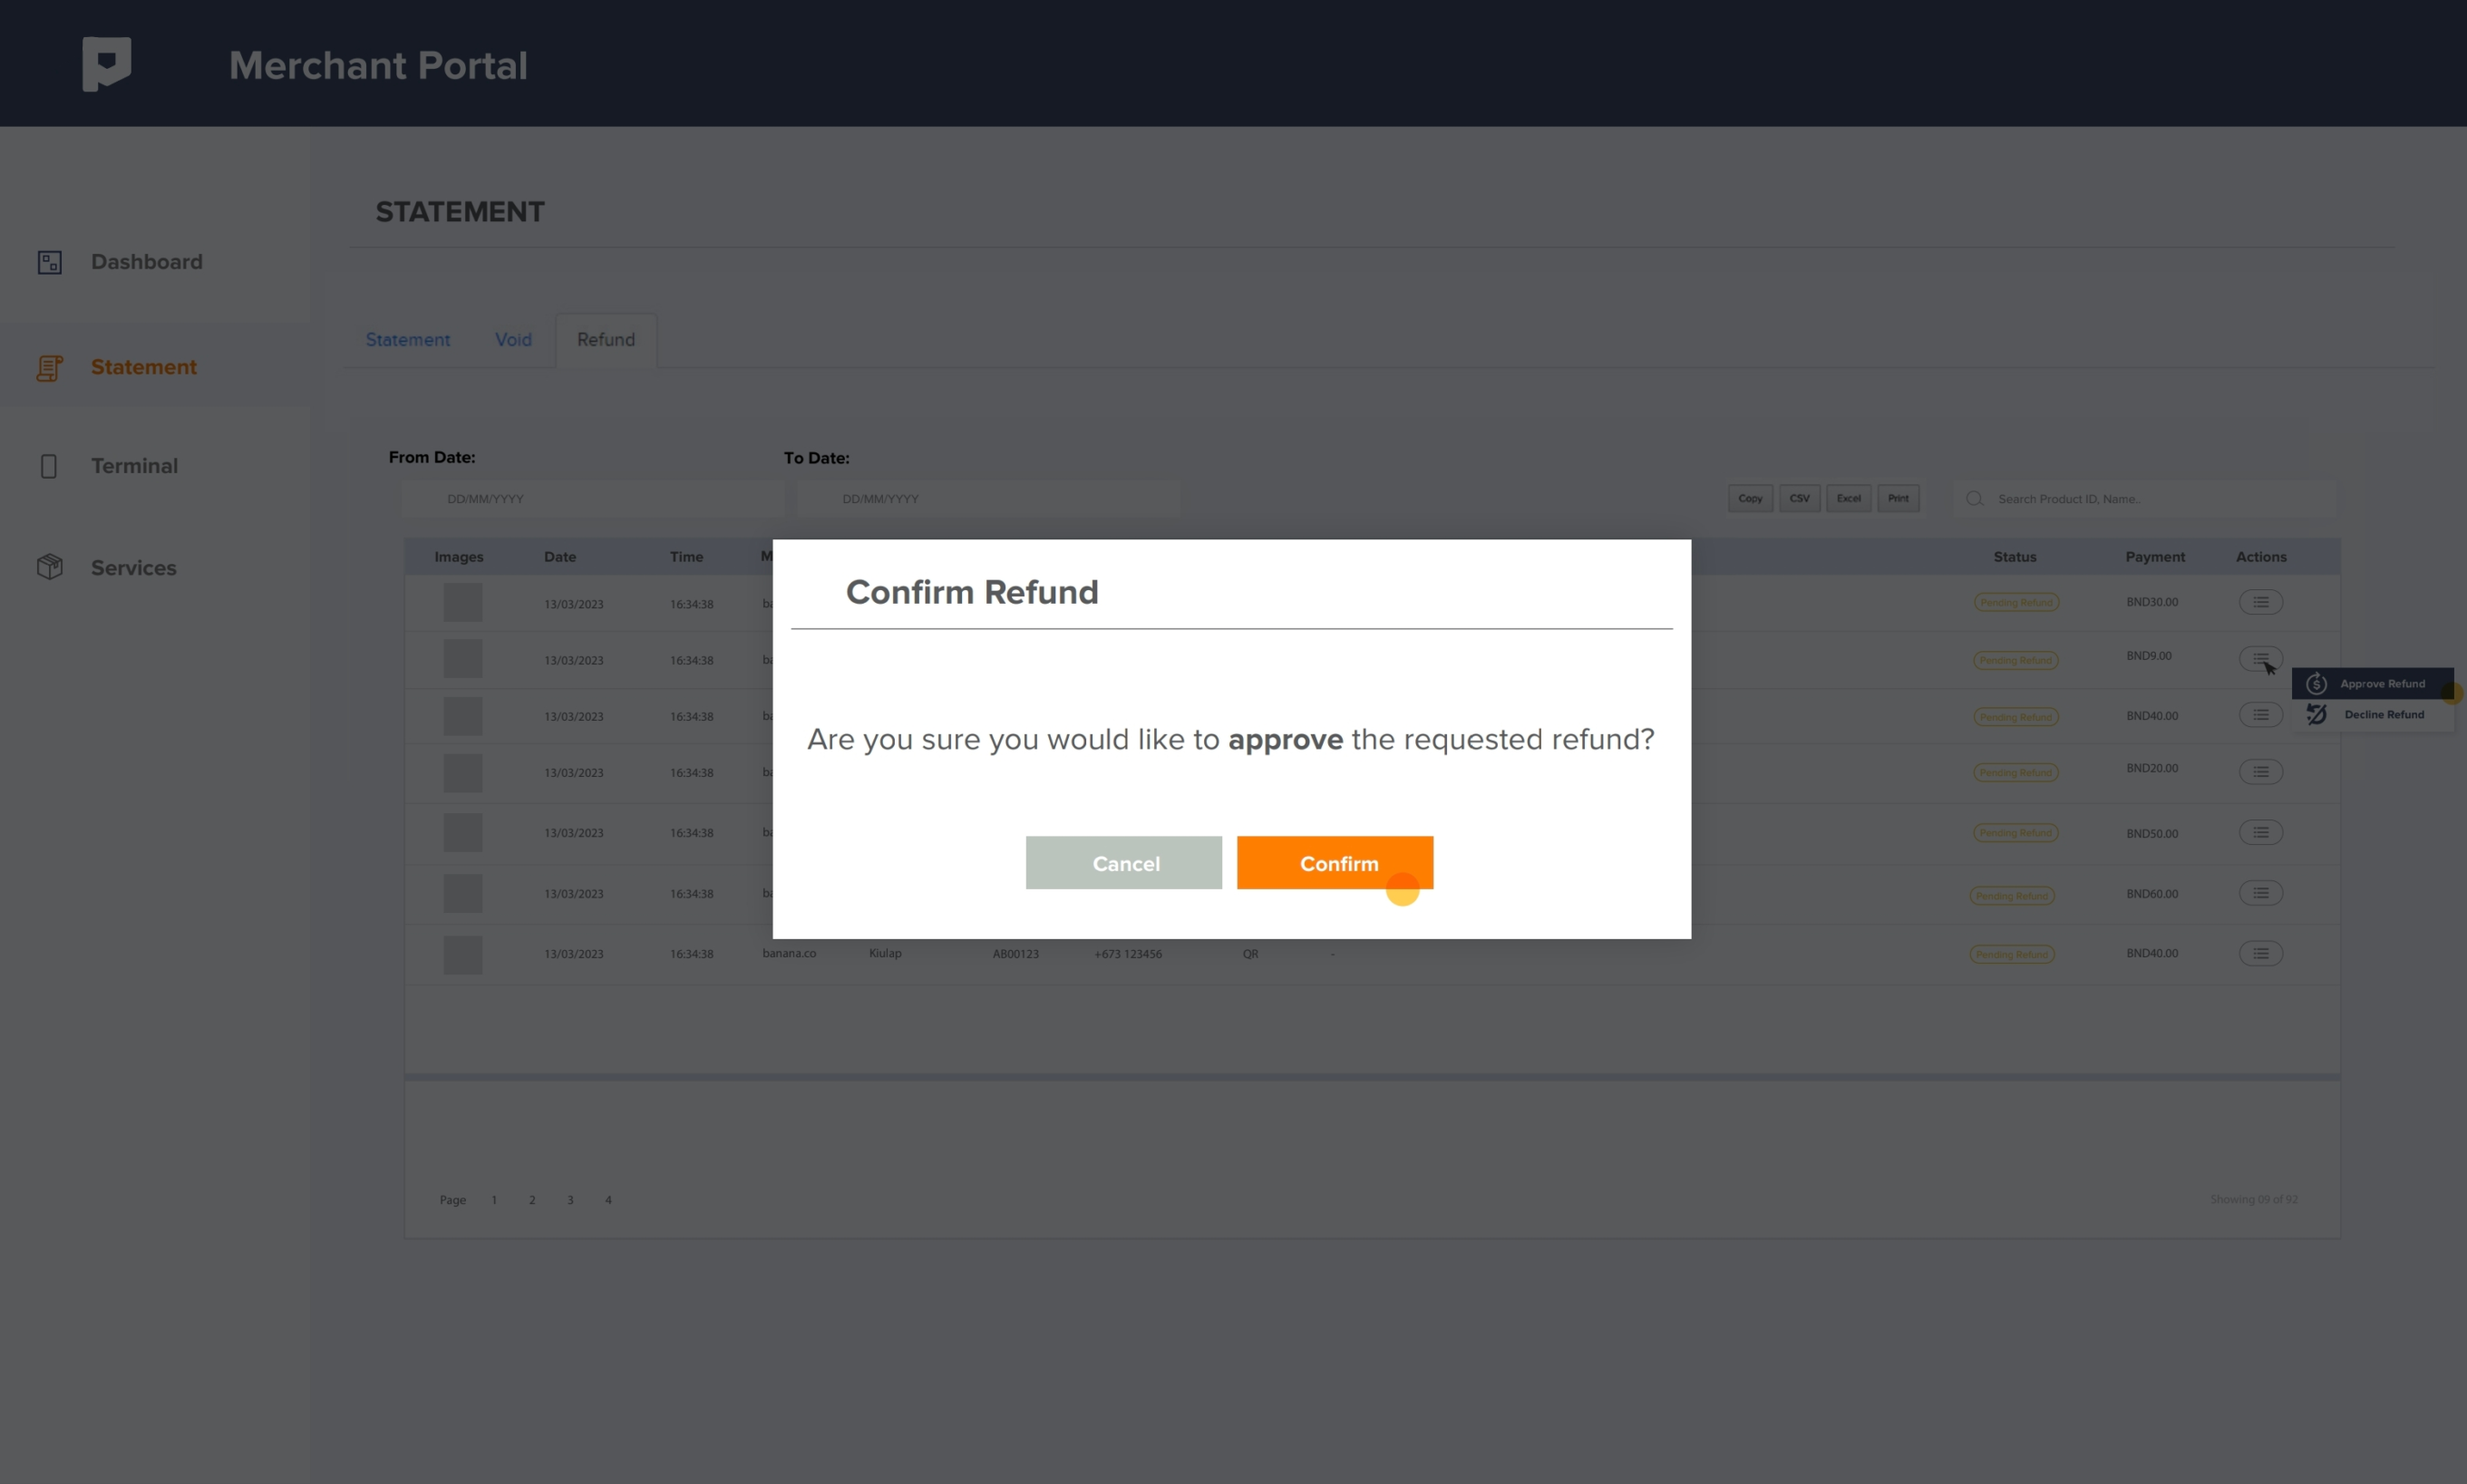 Merchant Portal
STATEMENT
Dashboard
Statement
Terminal
Services
Statement Void Refund
From Date: To Date:
DD/MM/YYYY DD/MM/YYYY Copy CSV Excel Print Search Product ID, Name..
Images Date Time M Status Payment Actions
13/03/2023 16:34:38 ba Pending Refund BND30.00
13/03/2023 16:34:38 ba Pending Refund BND9.00
Approve Refund
Decline Refund
13/03/2023 16:34:38 ba Pending Refund BND40.00
13/03/2023 16:34:38 ba Pending Refund BND20.00
13/03/2023 16:34:38 ba Pending Refund BND50.00
13/03/2023 16:34:38 ba Pending Refund BND60.00
13/03/2023 16:34:38 banana.co Kiulap AB00123 +673 123456 QR - Pending Refund BND40.00
Confirm Refund
Are you sure you would like to approve the requested refund?
Cancel Confirm
Page 1 2 3 4 Showing 09 of 92